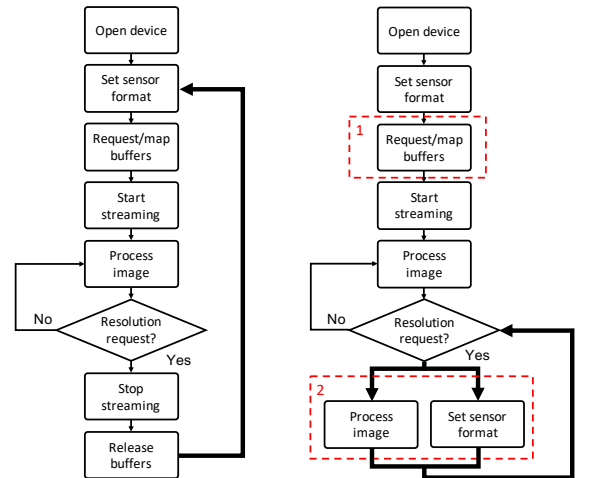 Open device
Set sensor
format
Request/map
buffers
Start
streaming
Process
image
No
Resolution
request?
Yes
Stop
streaming
Release
buffers
Open device
Set sensor
format
1
Request/map
buffers
Start
streaming
Process
image
No
Resolution
request?
Yes
2
Process
image
Set sensor
format